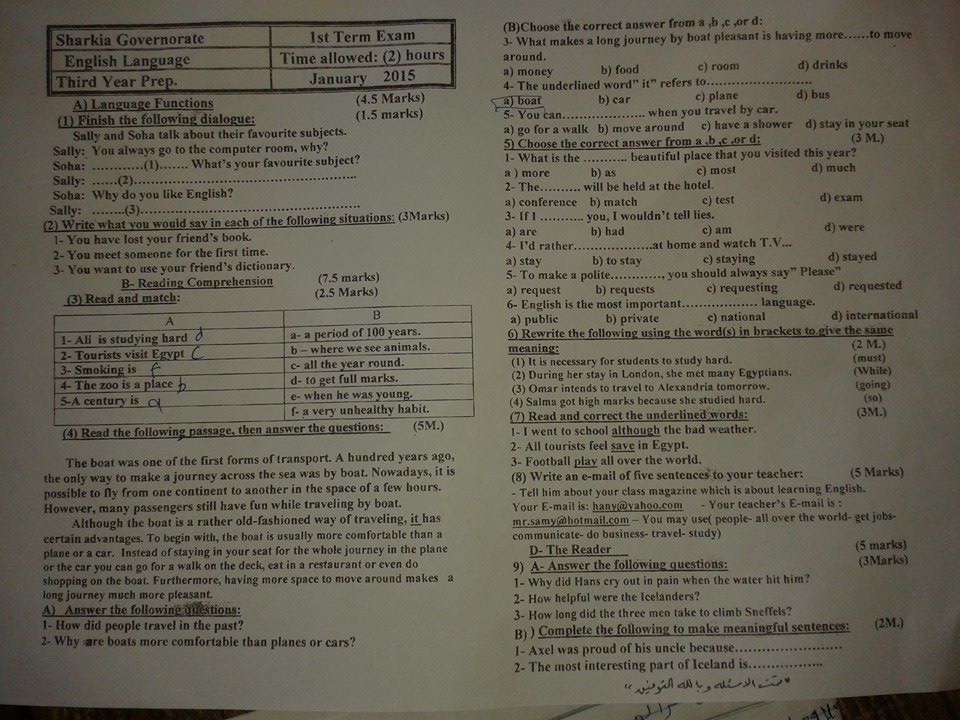 Sharkia Governorate 1st Term Exam
English Language Time allowed: (2) hours
Third Year Prep. January 2015
A) Language Functions (4.5 Marks)
(1) Finish the following dialogue: (1.5 marks)
Sally and Soha talk about their favourite subjects.
Sally: You always go to the computer room, why?
Soha: ............(1)....... What's your favourite subject?
Sally: ......(2)..........................................
Soha: Why do you like English?
Sally: ........(3)..........................................
(2) Write what you would say in each of the following situations: (3Marks)
1- You have lost your friend's book.
2- You meet someone for the first time.
3- You want to use your friend's dictionary.
B- Reading Comprehension (7.5 marks)
(3) Read and match: (2.5 Marks)
A B
1- Ali is studying hard d a- a period of 100 years.
2- Tourists visit Egypt C b – where we see animals.
3- Smoking is f c- all the year round.
4- The zoo is a place b d- to get full marks.
5-A century is a e- when he was young.
f- a very unhealthy habit.
(4) Read the following passage, then answer the questions: (5M.)
The boat was one of the first forms of transport. A hundred years ago,
the only way to make a journey across the sea was by boat. Nowadays, it is
possible to fly from one continent to another in the space of a few hours.
However, many passengers still have fun while traveling by boat.
Although the boat is a rather old-fashioned way of traveling, it has
certain advantages. To begin with, the boat is usually more comfortable than a
plane or a car. Instead of staying in your seat for the whole journey in the plane
or the car you can go for a walk on the deck, eat in a restaurant or even do
shopping on the boat. Furthermore, having more space to move around makes a
long journey much more pleasant.
A) Answer the following questions:
1- How did people travel in the past?
2- Why are boats more comfortable than planes or cars?
(B)Choose the correct answer from a ,b ,c ,or d:
3- What makes a long journey by boat pleasant is having more......to move
around.
a) money b) food c) room d) drinks
4- The underlined word" it" refers to........................
a) boat b) car c) plane d) bus
5- You can..................... when you travel by car.
a) go for a walk b) move around c) have a shower d) stay in your seat
5) Choose the correct answer from a ,b ,c ,or d: (3 M.)
1- What is the ........... beautiful place that you visited this year?
a ) more b) as c) most d) much
2- The.......... will be held at the hotel.
a) conference b) match c) test d) exam
3- If I ........... you, I wouldn't tell lies.
a) are b) had c) am d) were
4- I'd rather...................at home and watch T.V...
a) stay b) to stay c) staying d) stayed
5- To make a polite............, you should always say" Please"
a) request b) requests c) requesting d) requested
6- English is the most important................. language.
a) public b) private c) national d) international
6) Rewrite the following using the word(s) in brackets to give the same
meaning: (2 M.)
(1) It is necessary for students to study hard. (must)
(2) During her stay in London, she met many Egyptians. (While)
(3) Omar intends to travel to Alexandria tomorrow. (going)
(4) Salma got high marks because she studied hard. (so)
(7) Read and correct the underlined words: (3M.)
1- I went to school although the bad weather.
2- All tourists feel save in Egypt.
3- Football play all over the world.
(8) Write an e-mail of five sentences to your teacher: (5 Marks)
- Tell him about your class magazine which is about learning English.
Your E-mail is: hany@yahoo.com - Your teacher's E-mail is :
mr.samy@hotmail.com – You may use( people- all over the world- get jobs-
communicate- do business- travel- study)
D- The Reader (5 marks)
9) A- Answer the following questions: (3Marks)
1- Why did Hans cry out in pain when the water hit him?
2- How helpful were the Icelanders?
3- How long did the three men take to climb Sneffels?
B) ) Complete the following to make meaningful sentences: (2M.)
1- Axel was proud of his uncle because.....................
2- The most interesting part of Iceland is................
"تمت الاسئله وبالله التوفيق"